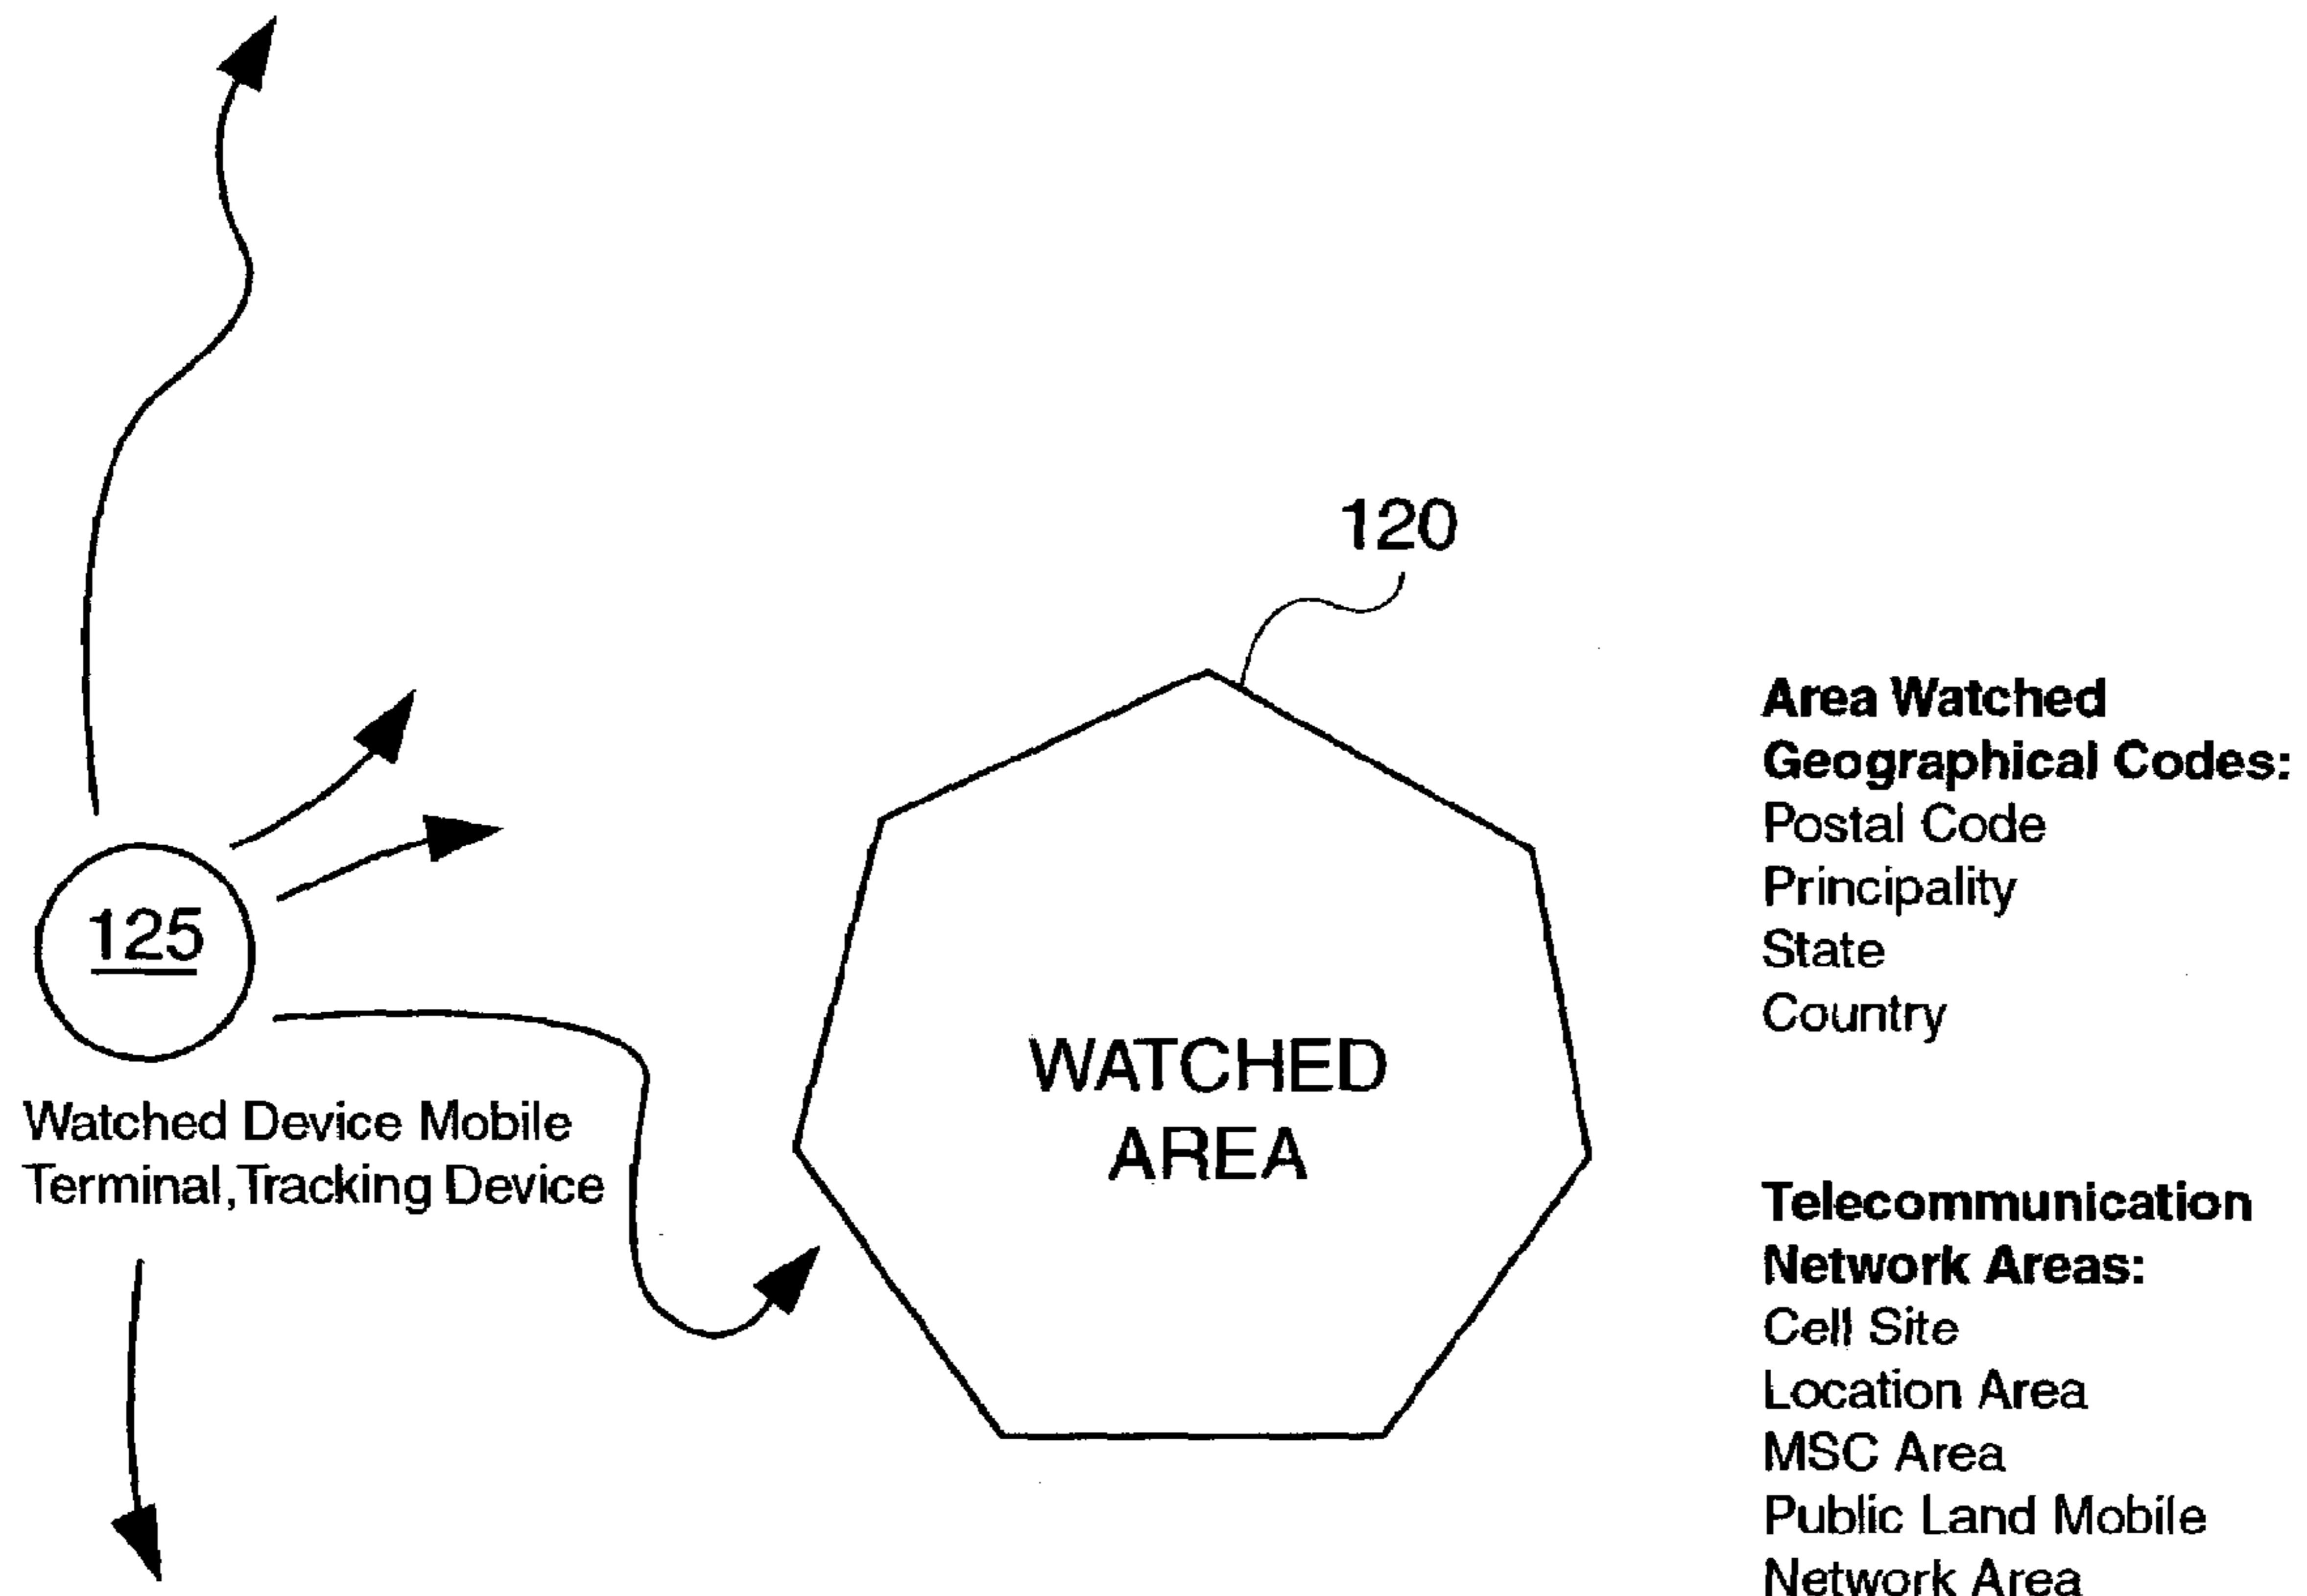 120
125
Watched Device Mobile
Terminal,Tracking Device
WATCHED
AREA
Area Watched
Geographical Codes:
Postal Code
Principality
State
Country
Telecommunication
Network Areas:
Cell Site
Location Area
MSC Area
Public Land Mobile
Network Area